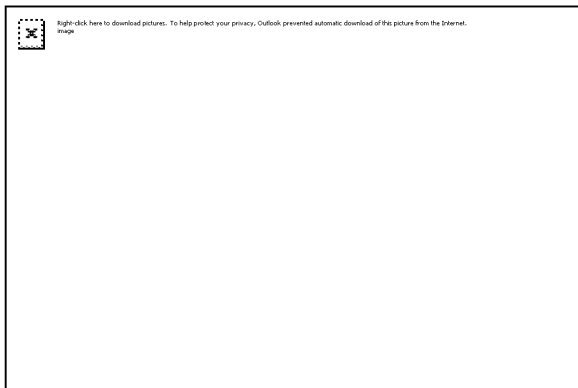 Right-click here to download pictures. To help protect your privacy, Outlook prevented automatic download of this picture from the Internet.
image